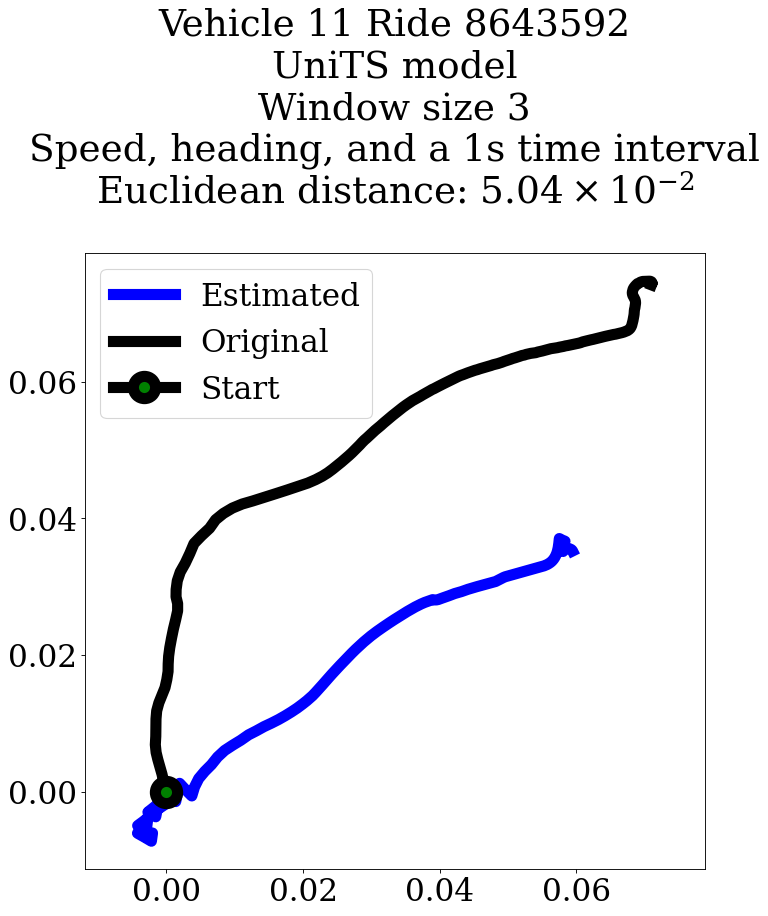 Vehicle 11 Ride 8643592
UniTS model
Window size 3
Speed, heading, and a 1s time interval
Euclidean distance: 5.04 × 10⁻²
Estimated
Original
Start
0.06
0.04
0.02
0.00
0.00 0.02 0.04 0.06